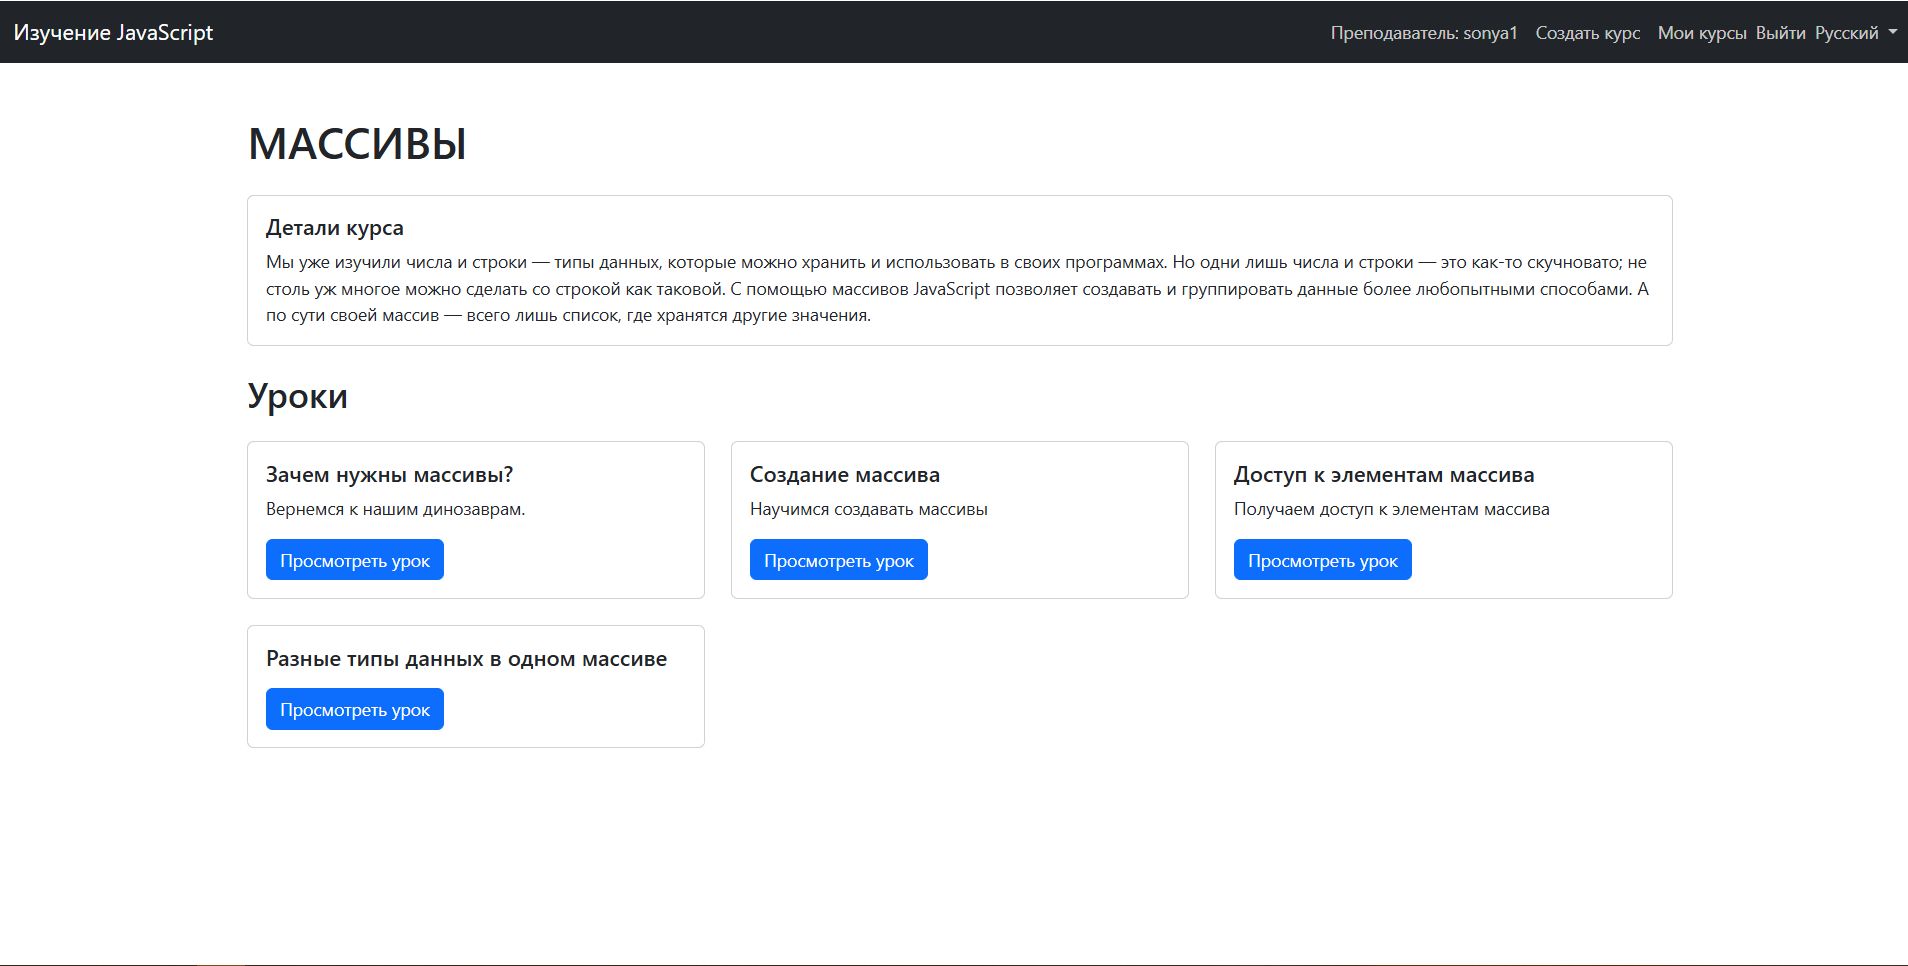 Изучение JavaScript
Преподаватель: sonya1 Создать курс Мои курсы Выйти Русский
МАССИВЫ
Детали курса
Мы уже изучили числа и строки — типы данных, которые можно хранить и использовать в своих программах. Но одни лишь числа и строки — это как-то скучновато; не
столь уж многое можно сделать со строкой как таковой. С помощью массивов JavaScript позволяет создавать и группировать данные более любопытными способами. А
по сути своей массив — всего лишь список, где хранятся другие значения.
Уроки
Зачем нужны массивы?
Вернемся к нашим динозаврам.
Просмотреть урок
Создание массива
Научимся создавать массивы
Просмотреть урок
Доступ к элементам массива
Получаем доступ к элементам массива
Просмотреть урок
Разные типы данных в одном массиве
Просмотреть урок